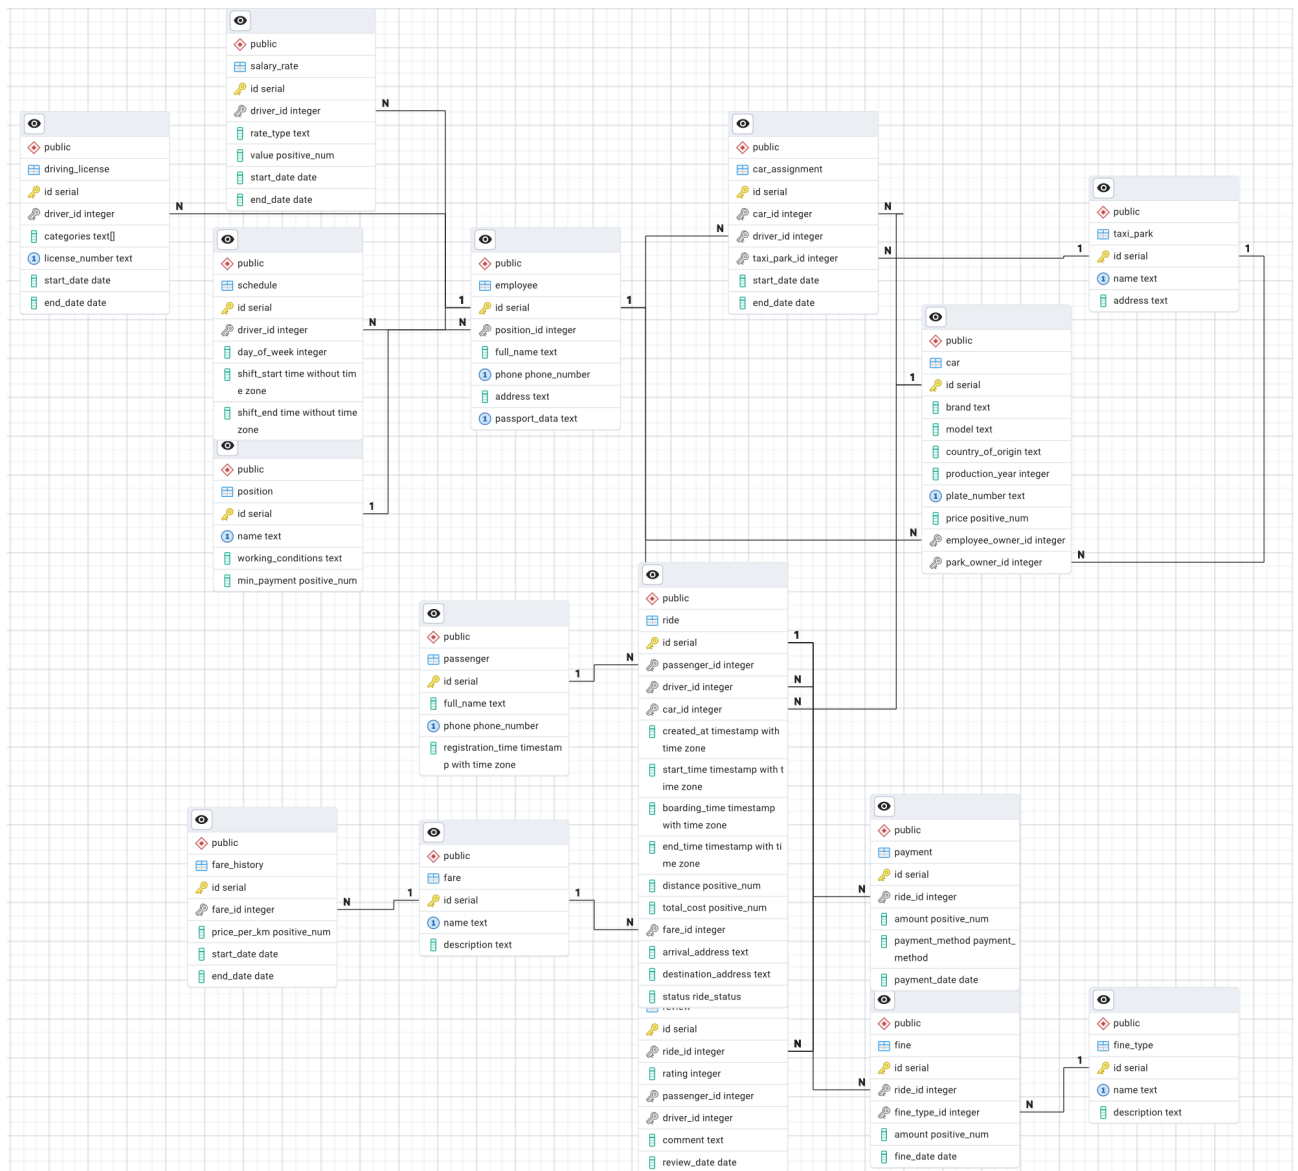 public
salary_rate
id serial
driver_id integer
rate_type text
value positive_num
start_date date
end_date date
N
public
driving_license
id serial
driver_id integer
categories text[]
license_number text
start_date date
end_date date
N
public
schedule
id serial
driver_id integer
day_of_week integer
shift_start time without tim
e zone
shift_end time without time
zone
N
public
position
id serial
name text
working_conditions text
min_payment positive_num
1
public
employee
id serial
position_id integer
full_name text
phone phone_number
address text
passport_data text
1
N
1
public
car_assignment
id serial
car_id integer
driver_id integer
taxi_park_id integer
start_date date
end_date date
N
N
N
public
taxi_park
id serial
name text
address text
1
1
public
car
id serial
brand text
model text
country_of_origin text
production_year integer
plate_number text
price positive_num
employee_owner_id integer
park_owner_id integer
1
N
N
public
ride
id serial
passenger_id integer
driver_id integer
car_id integer
created_at timestamp with
time zone
start_time timestamp with t
ime zone
boarding_time timestamp
with time zone
end_time timestamp with ti
me zone
distance positive_num
total_cost positive_num
fare_id integer
arrival_address text
destination_address text
status ride_status
1
N
N
N
N
public
passenger
id serial
full_name text
phone phone_number
registration_time timestam
p with time zone
1
public
fare_history
id serial
fare_id integer
price_per_km positive_num
start_date date
end_date date
N
public
fare
id serial
name text
description text
1
1
review
id serial
ride_id integer
rating integer
passenger_id integer
driver_id integer
comment text
review_date date
N
public
payment
id serial
ride_id integer
amount positive_num
payment_method payment_
method
payment_date date
N
public
fine
id serial
ride_id integer
fine_type_id integer
amount positive_num
fine_date date
N
N
public
fine_type
id serial
name text
description text
1